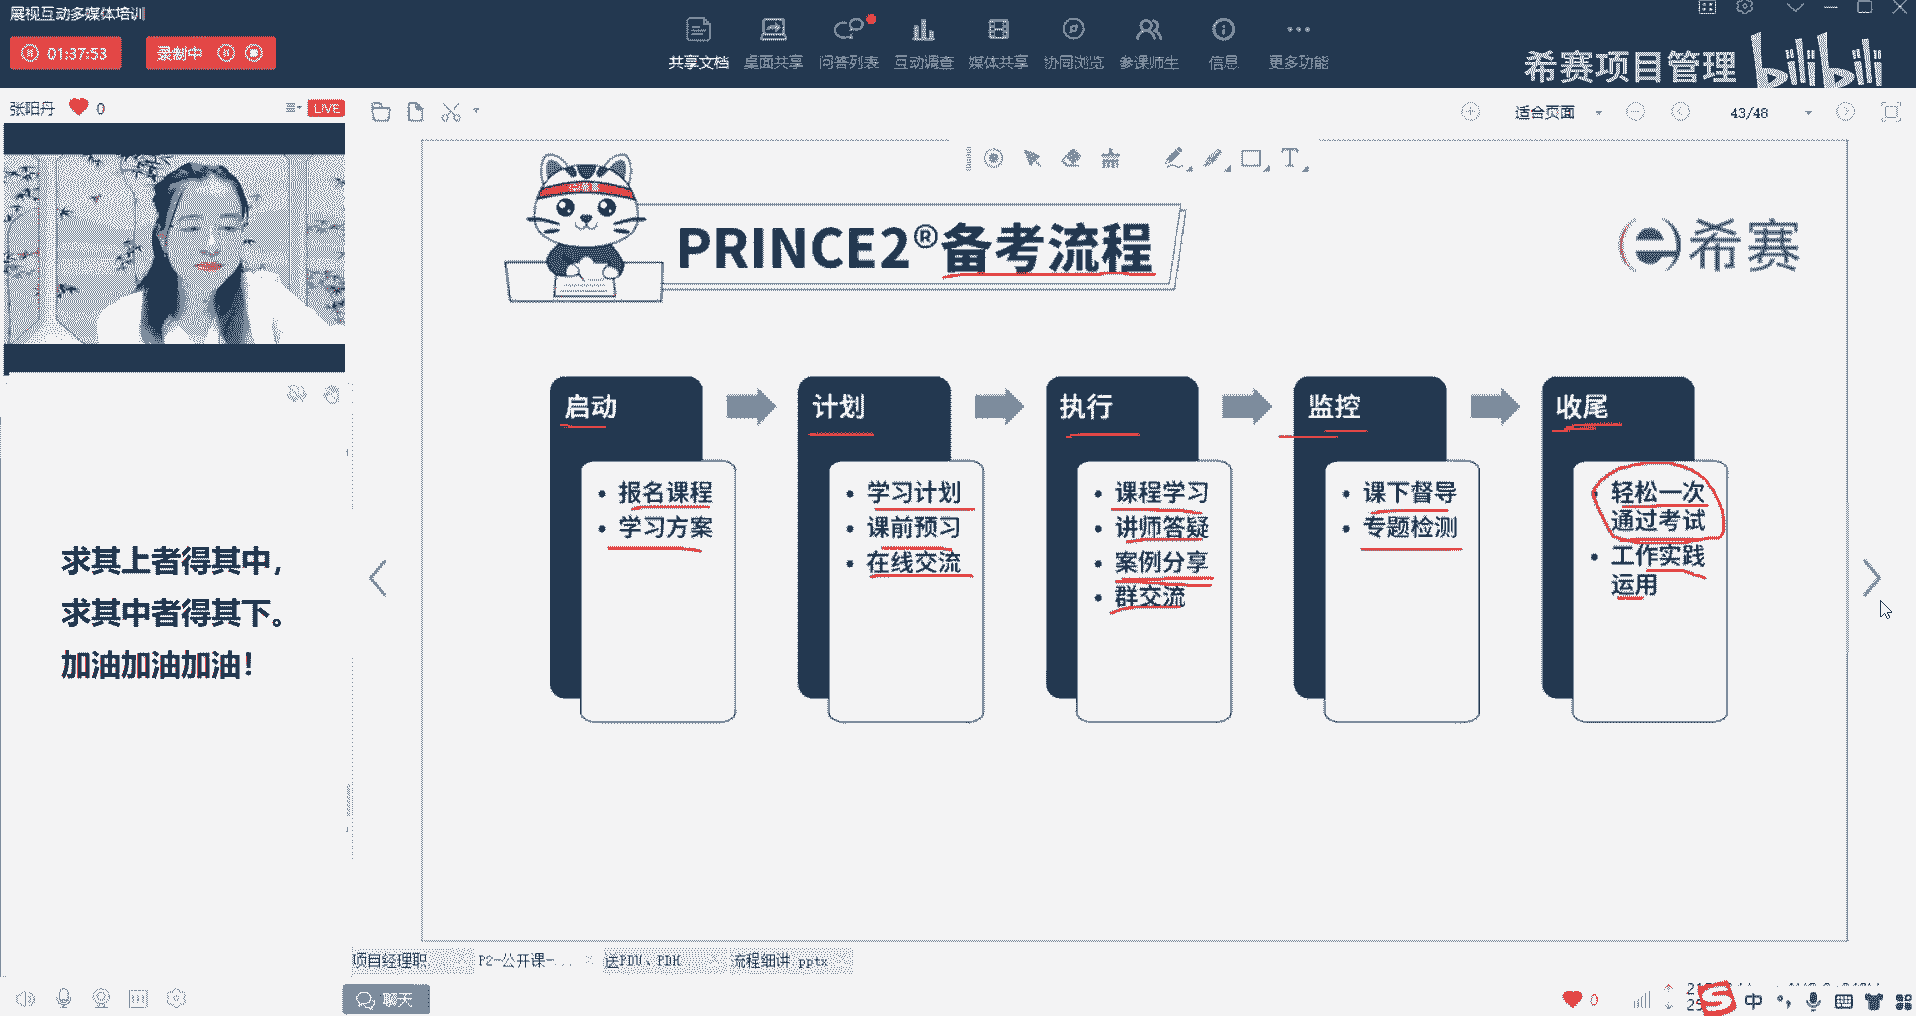 展视互动多媒体培训
01:37:53
录制中
共享文档
桌面共享
问答列表
互动调查
媒体共享
协同浏览
参课师生
信息
更多功能
希赛项目管理
bilibili
张阳丹
0
LIVE
适合页面
43/48
PRINCE2®备考流程
希赛
启动
报名课程
学习方案
计划
学习计划
课前预习
在线交流
执行
课程学习
讲师答疑
案例分享
群交流
监控
课下督导
专题检测
收尾
轻松一次
通过考试
工作实践
运用
求其上者得其中，
求其中者得其下。
加油加油加油！
项目经理职
P2-公开课-...
送PDU、PDH
流程细讲.pptx
聊天
0
中